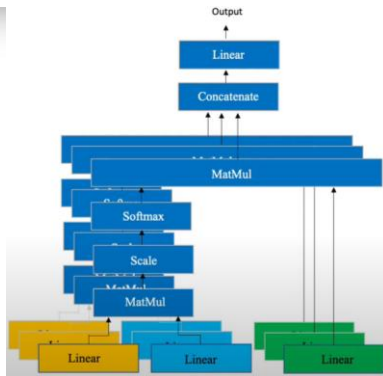 Output
Linear
Concatenate
MatMul
Softmax
Scale
MatMul
Linear Linear Linear